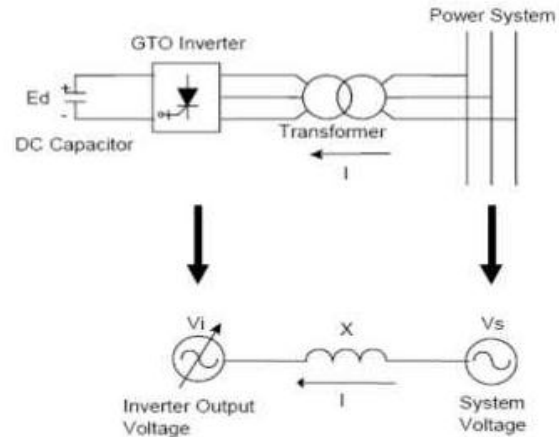 Power System
GTO Inverter
Ed
+
-
DC Capacitor
Transformer
I
Vi
X
Vs
I
Inverter Output
Voltage
System
Voltage